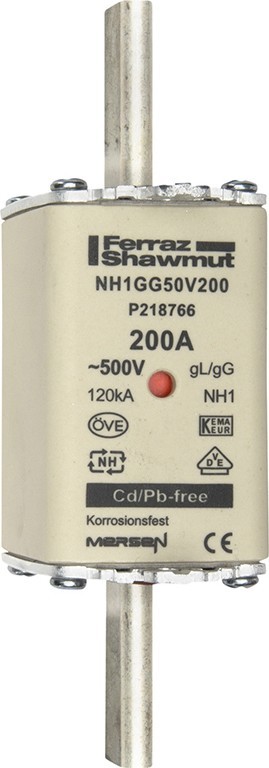 Ferraz
Shawmut
NH1GG50V200
P218766
200A
~500V gL/gG
120kA NH1
ÖVE KEMA KEUR
NH VDE
Cd/Pb-free
Korrosionsfest
MERSEN CE